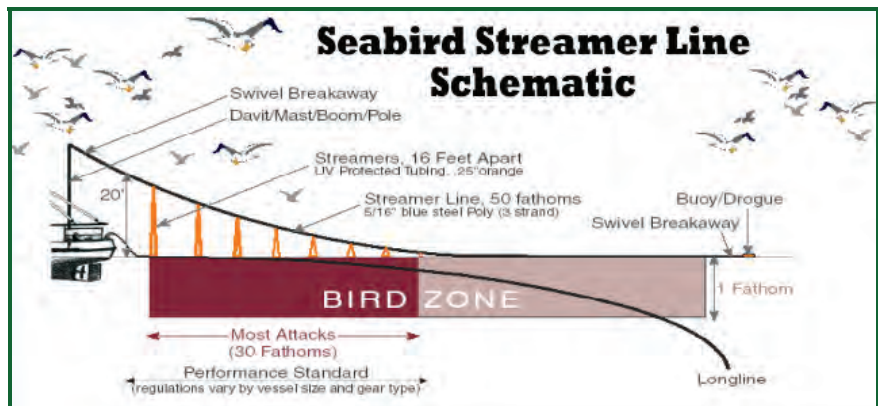 Seabird Streamer Line
Schematic
Swivel Breakaway
Davit/Mast/Boom/Pole
Streamers, 16 Feet Apart
UV Protected Tubing, .25"orange
20'
Streamer Line, 50 fathoms
5/16" blue steel Poly (3 strand)
Buoy/Drogue
Swivel Breakaway
1 Fathom
BIRD ZONE
Most Attacks
(30 Fathoms)
Performance Standard
(regulations vary by vessel size and gear type)
Longline